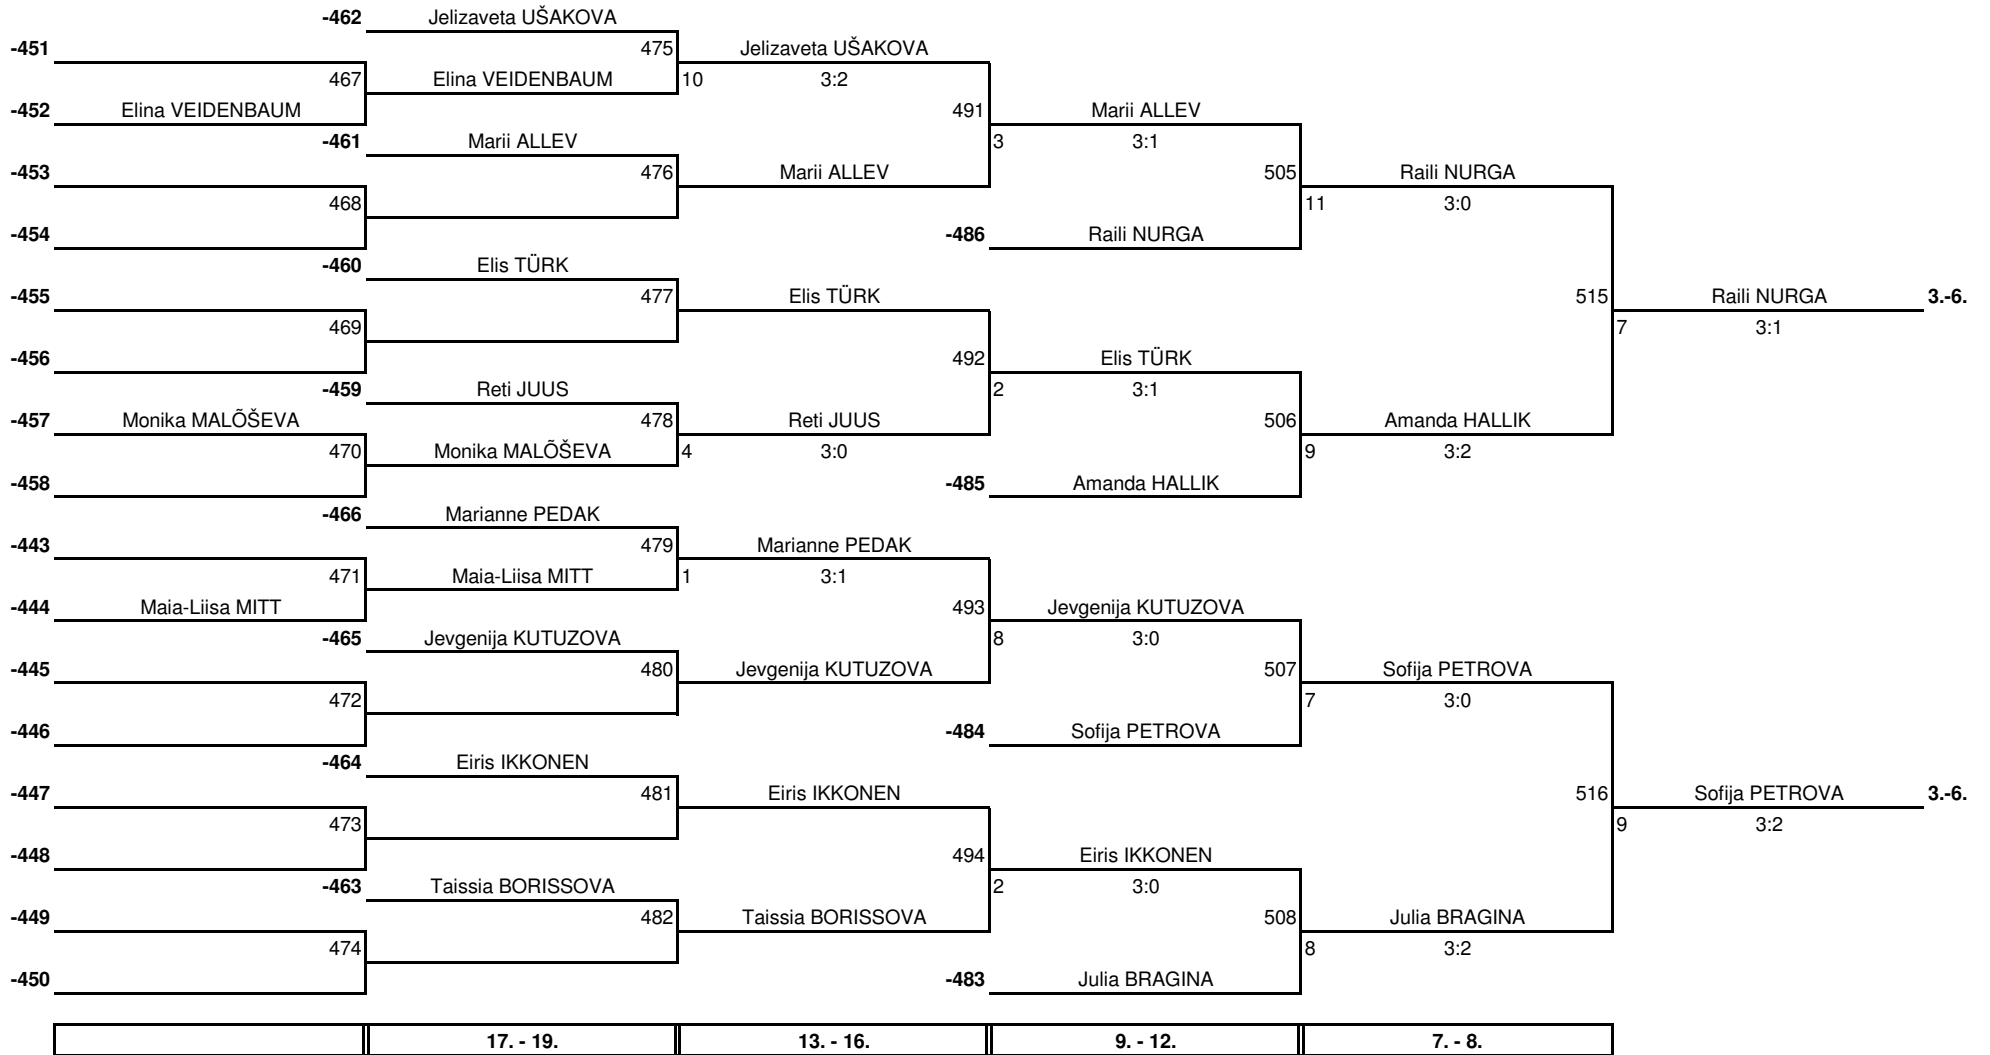 -462 Jelizaveta UŠAKOVA
-451 475 Jelizaveta UŠAKOVA
467 Elina VEIDENBAUM 10 3:2
-452 Elina VEIDENBAUM 491 Marii ALLEV
-461 Marii ALLEV 3 3:1
-453 476 Marii ALLEV 505 Raili NURGA
468 11 3:0
-454 -486 Raili NURGA
-460 Elis TÜRK
-455 477 Elis TÜRK 515 Raili NURGA 3.-6.
469 7 3:1
-456 492 Elis TÜRK
-459 Reti JUUS 2 3:1
-457 Monika MALÕŠEVA 478 Reti JUUS 506 Amanda HALLIK
470 Monika MALÕŠEVA 4 3:0 9 3:2
-458 -485 Amanda HALLIK
-466 Marianne PEDAK
-443 479 Marianne PEDAK
471 Maia-Liisa MITT 1 3:1
-444 Maia-Liisa MITT 493 Jevgenija KUTUZOVA
-465 Jevgenija KUTUZOVA 8 3:0
-445 480 Jevgenija KUTUZOVA 507 Sofija PETROVA
472 7 3:0
-446 -484 Sofija PETROVA
-464 Eiris IKKONEN
-447 481 Eiris IKKONEN 516 Sofija PETROVA 3.-6.
473 9 3:2
-448 494 Eiris IKKONEN
-463 Taissia BORISSOVA 2 3:0
-449 482 Taissia BORISSOVA 508 Julia BRAGINA
474 8 3:2
-450 -483 Julia BRAGINA
17. - 19. 13. - 16. 9. - 12. 7. - 8.